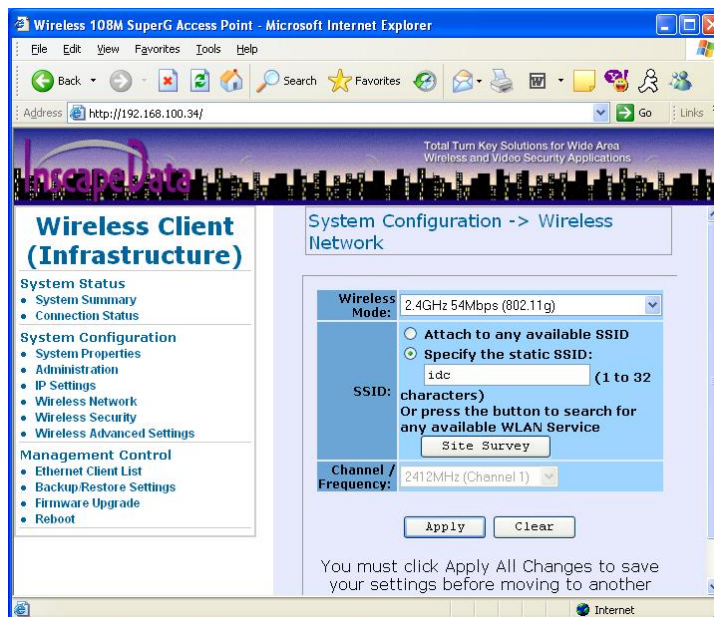 Wireless 108M SuperG Access Point - Microsoft Internet Explorer
File Edit View Favorites Tools Help
Back Search Favorites
Address http://192.168.100.34/ Go Links
InscapeData
Total Turn Key Solutions for Wide Area
Wireless and Video Security Applications
Wireless Client
(Infrastructure)
System Status
System Summary
Connection Status
System Configuration
System Properties
Administration
IP Settings
Wireless Network
Wireless Security
Wireless Advanced Settings
Management Control
Ethernet Client List
Backup/Restore Settings
Firmware Upgrade
Reboot
System Configuration -> Wireless
Network
Wireless
Mode: 2.4GHz 54Mbps (802.11g)
SSID:
Attach to any available SSID
Specify the static SSID:
idc (1 to 32
characters)
Or press the button to search for
any available WLAN Service
Site Survey
Channel /
Frequency: 2412MHz (Channel 1)
Apply Clear
You must click Apply All Changes to save
your settings before moving to another
Internet